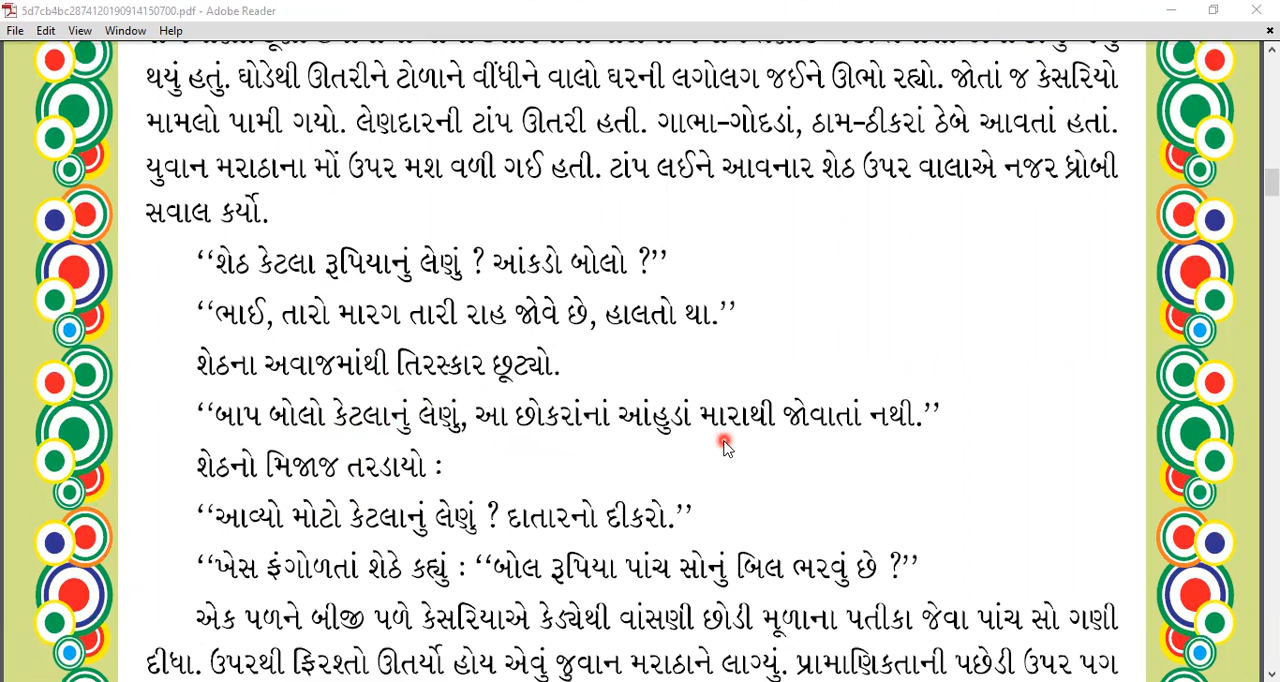 5d7cb4bc2874120190914150700.pdf - Adobe Reader
File Edit View Window Help
થયું હતું. ઘોડેથી ઊતરીને ટોળાને વીંધીને વાલો ઘરની લગોલગ જઈને ઊભો રહ્યો. જોતાં જ કેસરિયો
મામલો પામી ગયો. લેણદારની ટાંપ ઊતરી હતી. ગાભા-ગોદડાં, ઠામ-ઠીકરાં ઠેબે આવતાં હતાં.
યુવાન મરાઠાના મોં ઉપર મશ વળી ગઈ હતી. ટાંપ લઈને આવનાર શેઠ ઉપર વાલાએ નજર ધ્રોબી
સવાલ કર્યો.
‘‘શેઠ કેટલા રૂપિયાનું લેણું ? આંકડો બોલો ?’’
‘‘ભાઈ, તારો મારગ તારી રાહ જોવે છે, હાલતો થા.’’
શેઠના અવાજમાંથી તિરસ્કાર છૂટ્યો.
‘‘બાપ બોલો કેટલાનું લેણું, આ છોકરાંનાં આંહુડાં મારાથી જોવાતાં નથી.’’
શેઠનો મિજાજ તરડાયો :
‘‘આવ્યો મોટો કેટલાનું લેણું ? દાતારનો દીકરો.’’
‘‘ખેસ ફંગોળતાં શેઠે કહ્યું : ‘‘બોલ રૂપિયા પાંચ સોનું બિલ ભરવું છે ?’’
એક પળને બીજી પળે કેસરિયાએ કેડ્યેથી વાંસણી છોડી મૂળાના પતીકા જેવા પાંચ સો ગણી
દીધા. ઉપરથી ફિરશ્તો ઊતર્યો હોય એવું જુવાન મરાઠાને લાગ્યું. પ્રામાણિકતાની પછેડી ઉપર પગ